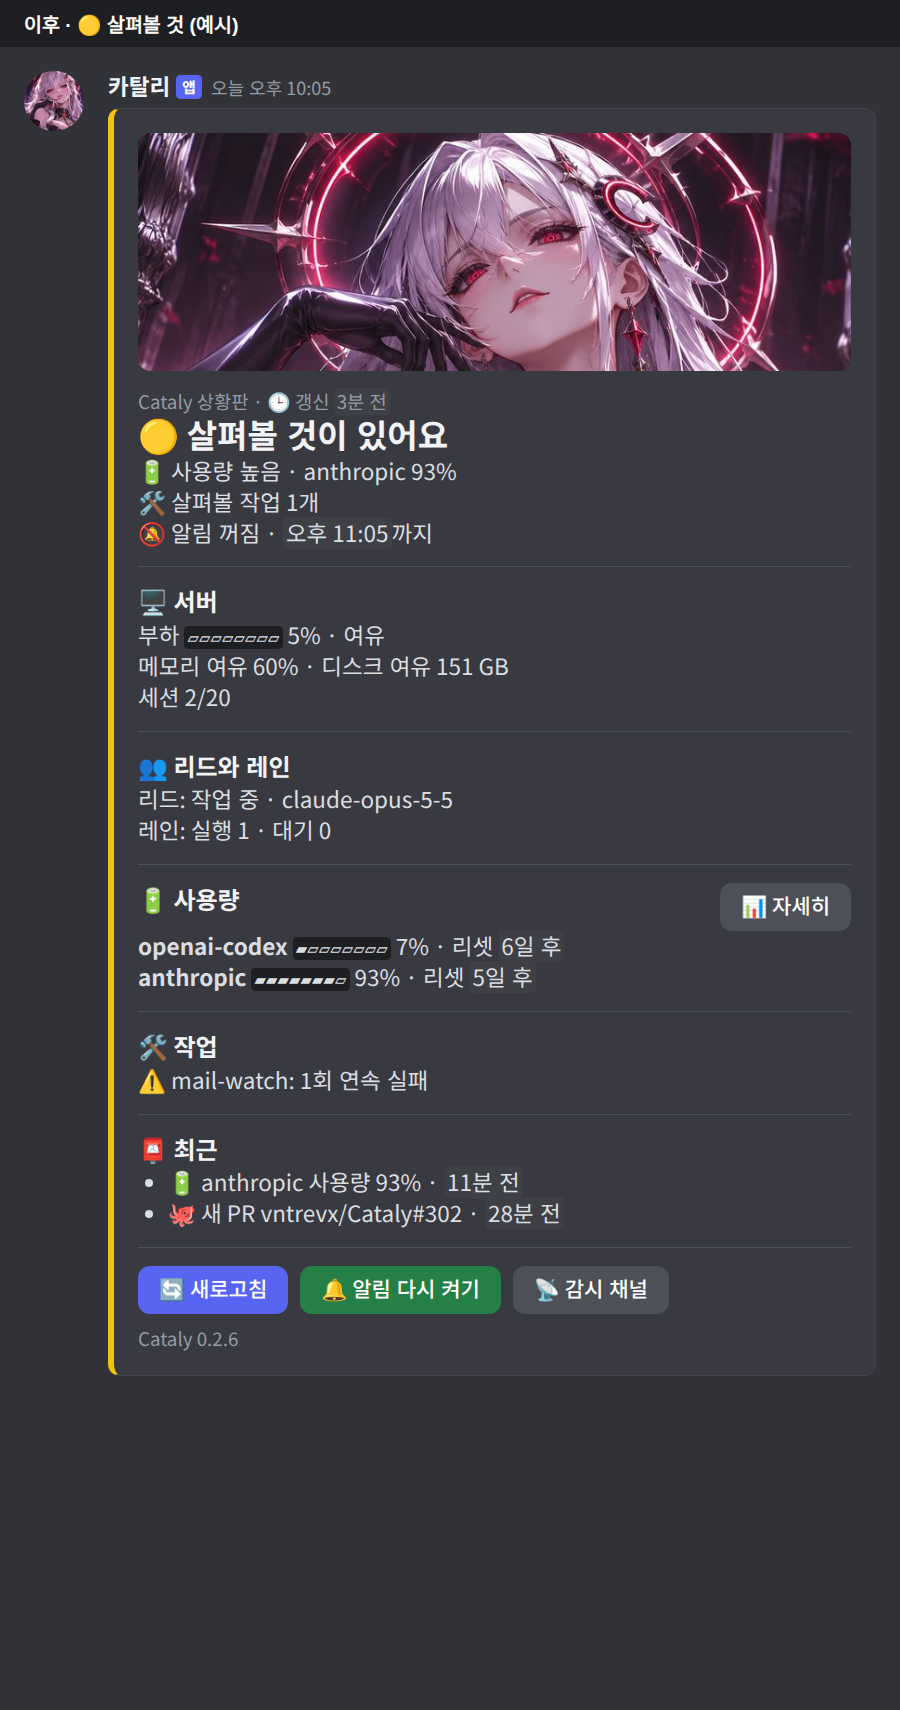 이후 · 🟡 살펴볼 것 (예시)
카탈리 앱 오늘 오후 10:05
Cataly 상황판 · 🕒 갱신 3분 전
🟡 살펴볼 것이 있어요
🔋 사용량 높음 · anthropic 93%
🛠️ 살펴볼 작업 1개
🔕 알림 꺼짐 · 오후 11:05까지
🖥️ 서버
부하 ▱▱▱▱▱▱▱▱ 5% · 여유
메모리 여유 60% · 디스크 여유 151 GB
세션 2/20
👥 리드와 레인
리드: 작업 중 · claude-opus-5-5
레인: 실행 1 · 대기 0
🔋 사용량
📊 자세히
openai-codex ▰▱▱▱▱▱▱▱ 7% · 리셋 6일 후
anthropic ▰▰▰▰▰▰▰▱ 93% · 리셋 5일 후
🛠️ 작업
⚠️ mail-watch: 1회 연속 실패
📮 최근
• 🔋 anthropic 사용량 93% · 11분 전
• 🐙 새 PR vntrevx/Cataly#302 · 28분 전
🔄 새로고침 🔔 알림 다시 켜기 📡 감시 채널
Cataly 0.2.6